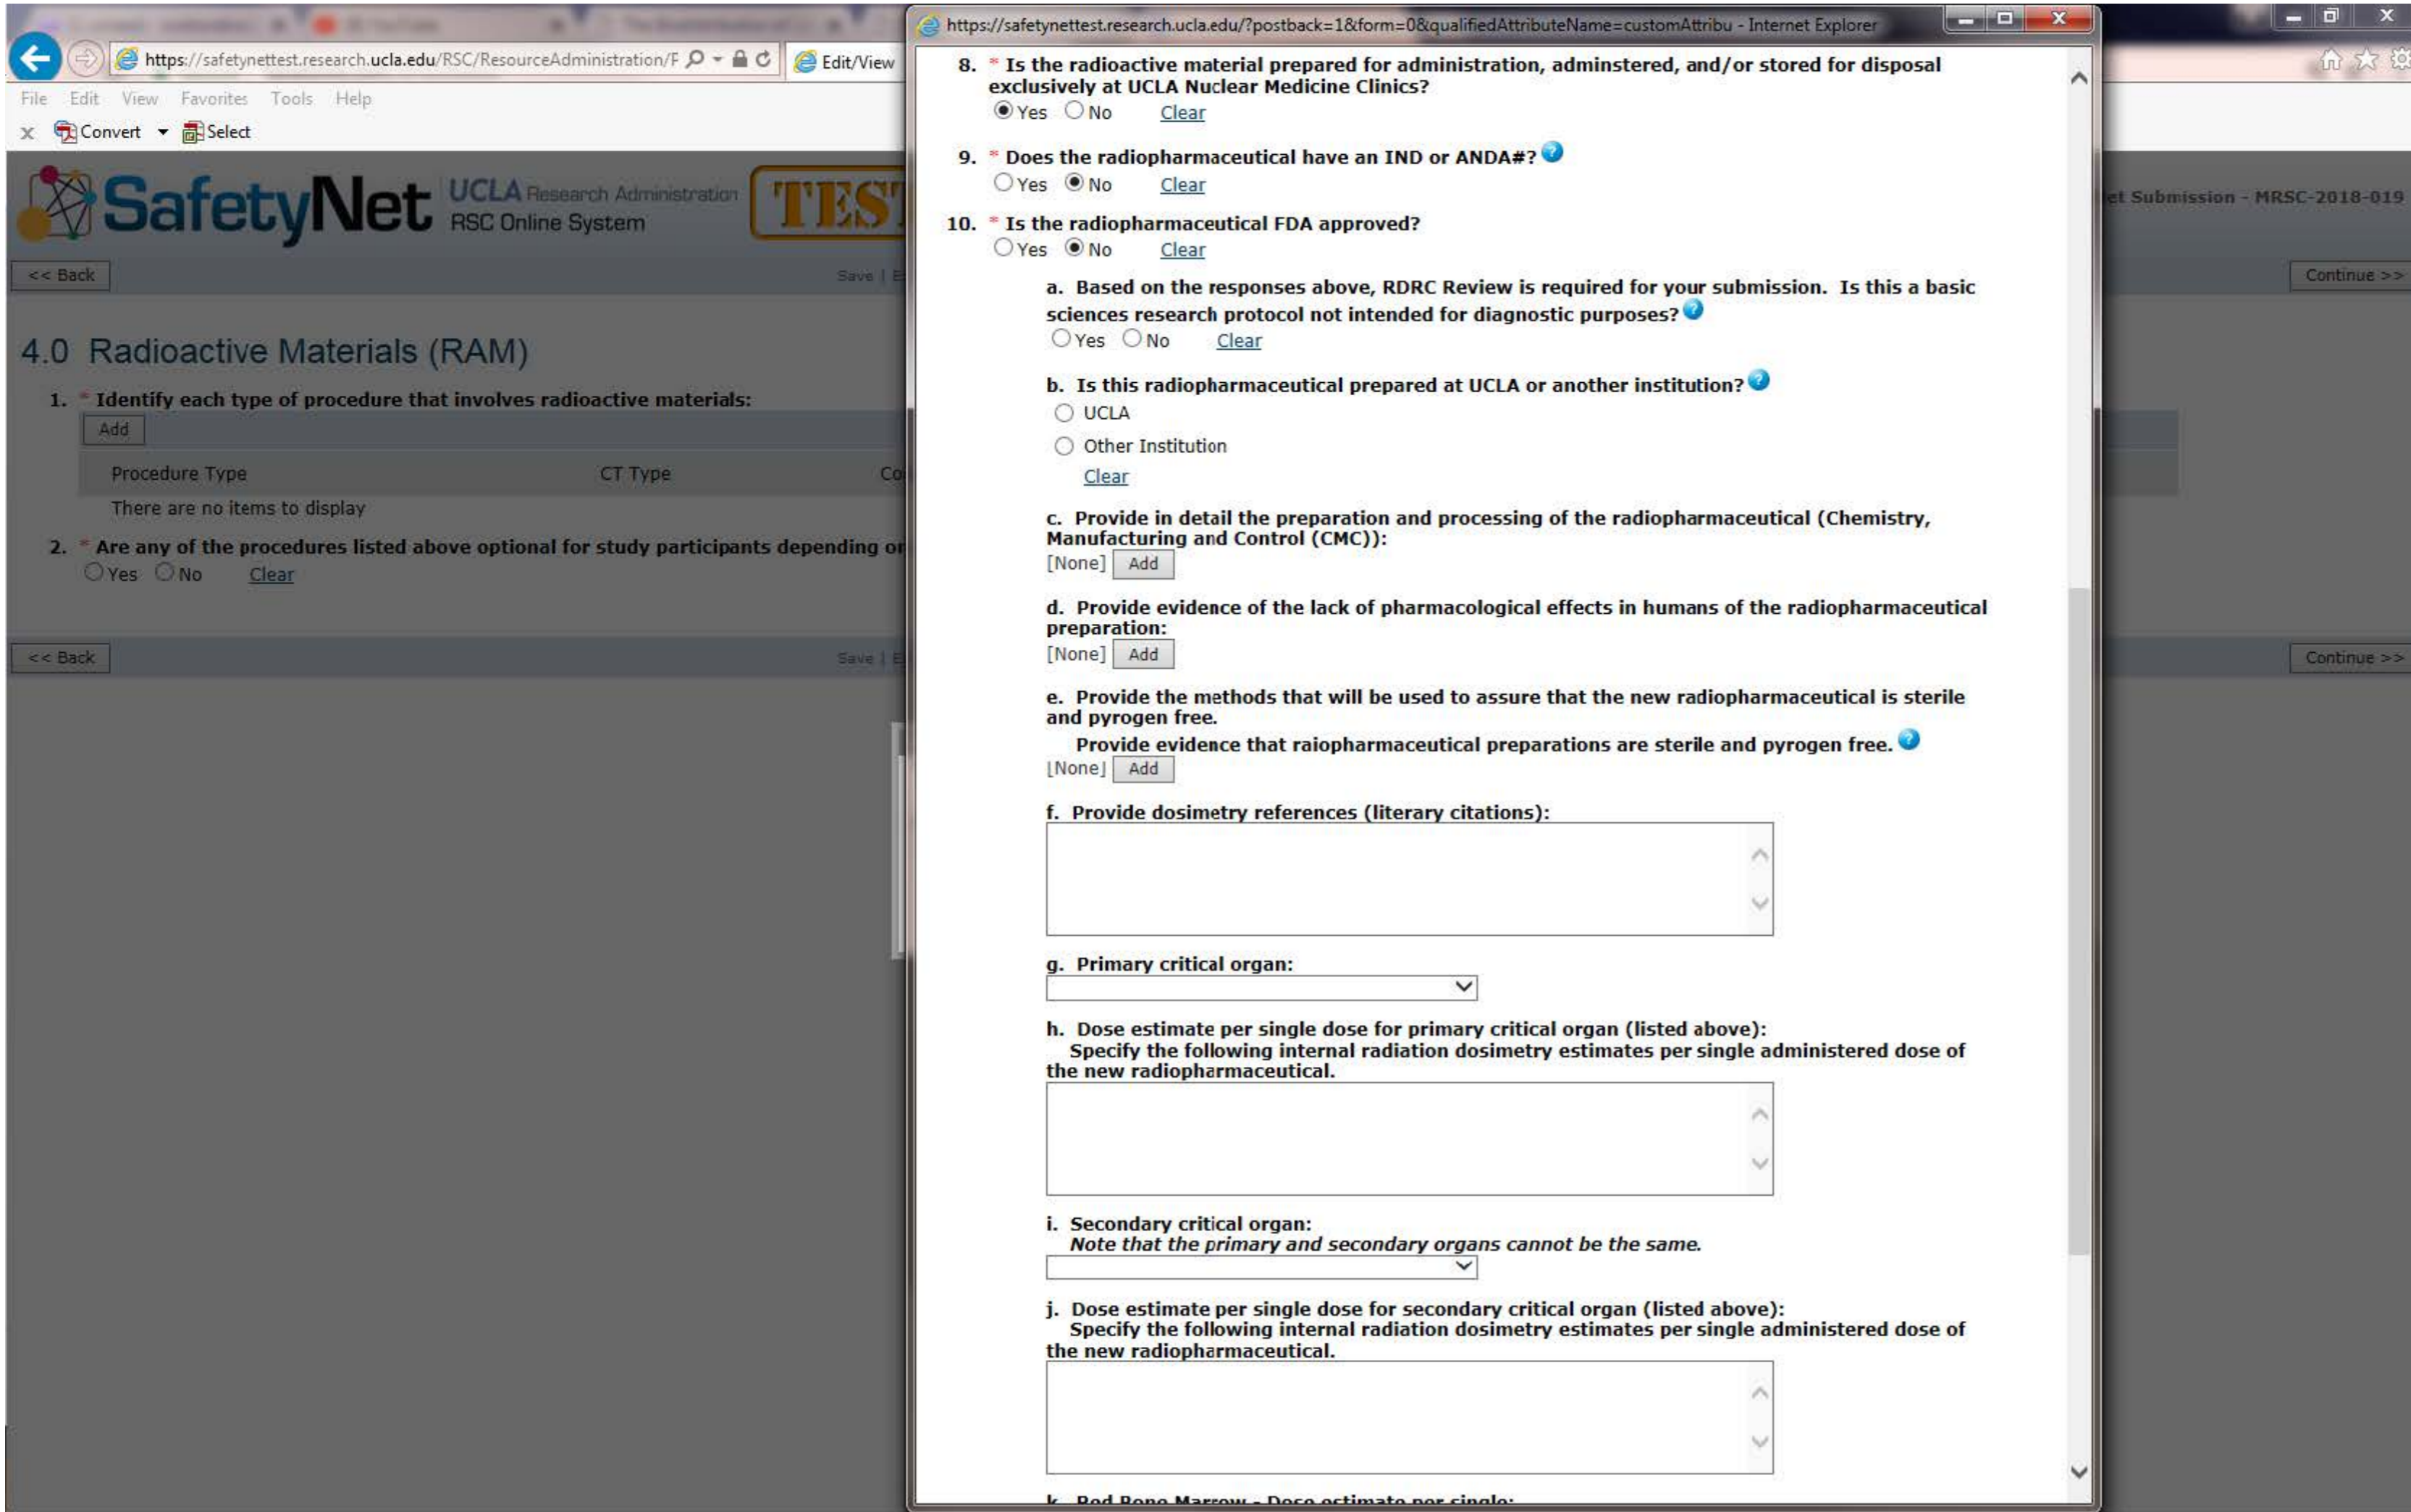 https://safetynettest.research.ucla.edu/?postback=1&form=0&qualifiedAttributeName=customAttribu - Internet Explorer
https://safetynettest.research.ucla.edu/RSC/ResourceAdministration/F
Edit/View
File Edit View Favorites Tools Help
x Convert Select
SafetyNet UCLA Research Administration
RSC Online System
TEST
et Submission - MRSC-2018-019
<< Back
Save |
Continue >>
4.0 Radioactive Materials (RAM)
1. * Identify each type of procedure that involves radioactive materials:
Add
Procedure Type CT Type Co
There are no items to display
2. * Are any of the procedures listed above optional for study participants depending or
Yes No Clear
<< Back
Save |
Continue >>
8. * Is the radioactive material prepared for administration, adminstered, and/or stored for disposal
exclusively at UCLA Nuclear Medicine Clinics?
Yes No Clear
9. * Does the radiopharmaceutical have an IND or ANDA#? ?
Yes No Clear
10. * Is the radiopharmaceutical FDA approved?
Yes No Clear
a. Based on the responses above, RDRC Review is required for your submission. Is this a basic
sciences research protocol not intended for diagnostic purposes? ?
Yes No Clear
b. Is this radiopharmaceutical prepared at UCLA or another institution? ?
UCLA
Other Institution
Clear
c. Provide in detail the preparation and processing of the radiopharmaceutical (Chemistry,
Manufacturing and Control (CMC)):
[None] Add
d. Provide evidence of the lack of pharmacological effects in humans of the radiopharmaceutical
preparation:
[None] Add
e. Provide the methods that will be used to assure that the new radiopharmaceutical is sterile
and pyrogen free.
Provide evidence that raiopharmaceutical preparations are sterile and pyrogen free. ?
[None] Add
f. Provide dosimetry references (literary citations):
g. Primary critical organ:
h. Dose estimate per single dose for primary critical organ (listed above):
Specify the following internal radiation dosimetry estimates per single administered dose of
the new radiopharmaceutical.
i. Secondary critical organ:
Note that the primary and secondary organs cannot be the same.
j. Dose estimate per single dose for secondary critical organ (listed above):
Specify the following internal radiation dosimetry estimates per single administered dose of
the new radiopharmaceutical.
k. Red Bone Marrow - Dose estimate per single: